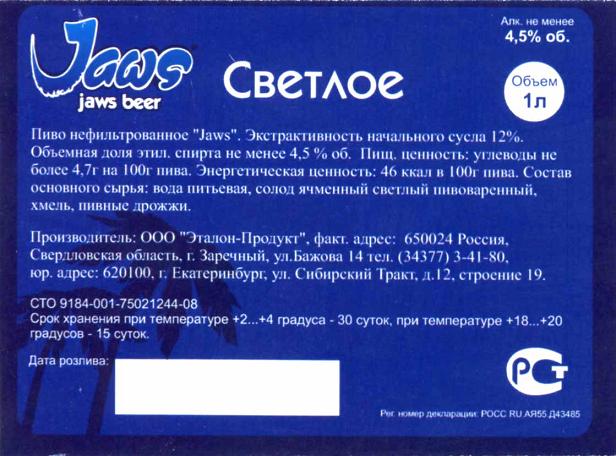 Алк. не менее
4,5% об.
Jaws
jaws beer
Светлое
Объем
1л
Пиво нефильтрованное "Jaws". Экстрактивность начального сусла 12%.
Объемная доля этил. спирта не менее 4,5 % об. Пищ. ценность: углеводы не
более 4,7г на 100г пива. Энергетическая ценность: 46 ккал в 100г пива. Состав
основного сырья: вода питьевая, солод ячменный светлый пивоваренный,
хмель, пивные дрожжи.
Производитель: ООО "Эталон-Продукт", факт. адрес: 650024 Россия,
Свердловская область, г. Заречный, ул.Бажова 14 тел. (34377) 3-41-80,
юр. адрес: 620100, г. Екатеринбург, ул. Сибирский Тракт, д.12, строение 19.
СТО 9184-001-75021244-08
Срок хранения при температуре +2...+4 градуса - 30 суток, при температуре +18...+20
градусов - 15 суток.
Дата розлива:
РСТ
Рег. номер декларации: РОСС RU.АЯ55.Д43485